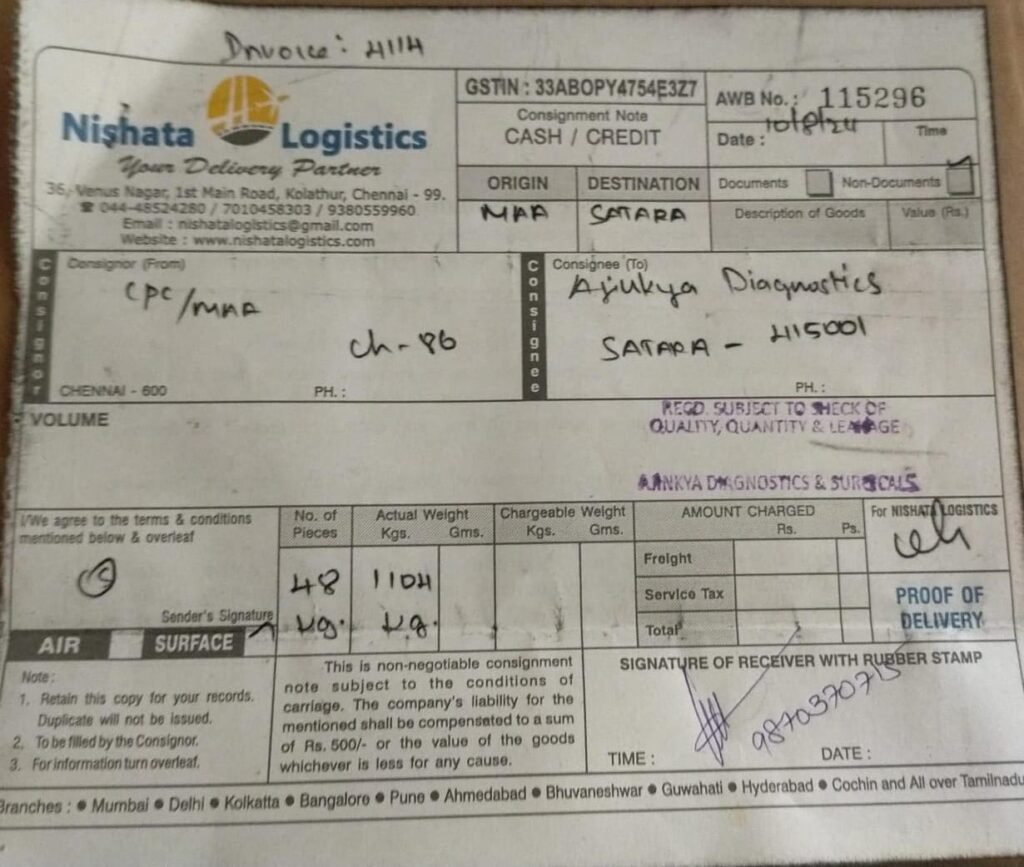 Invoice: 4114
Nishata Logistics
Your Delivery Partner
36, Venus Nagar, 1st Main Road, Kolathur, Chennai - 99.
☎ 044-48524280 / 7010458303 / 9380559960
Email : nishatalogistics@gmail.com
Website : www.nishatalogistics.com
GSTIN : 33ABOPY4754E3Z7
Consignment Note
CASH / CREDIT
AWB No. : 115296
Date : 10/8/24
Time
ORIGIN DESTINATION
MAA SATARA
Documents Non-Documents
Description of Goods Value (Rs.)
Consignor
Consignor (From)
CPC/MAA
Ch-86
CHENNAI - 600 PH. :
Consignee
Consignee (To)
Ajukya Diagnostics
SATARA - 415001
PH. :
VOLUME
REGD. SUBJECT TO CHECK OF
QUALITY, QUANTITY & LEAKAGE
AJINKYA DIAGNOSTICS & SURGICALS
I/We agree to the terms & conditions
mentioned below & overleaf
Sender's Signature
AIR SURFACE
No. of Pieces
48
Kg.
Actual Weight
Kgs. Gms.
1104
Kg.
Chargeable Weight
Kgs. Gms.
AMOUNT CHARGED
Rs. Ps.
Freight
Service Tax
Total
For NISHATA LOGISTICS
PROOF OF
DELIVERY
Note :
1. Retain this copy for your records.
Duplicate will not be issued.
2. To be filled by the Consignor.
3. For information turn overleaf.
This is non-negotiable consignment
note subject to the conditions of
carriage. The company's liability for the
mentioned shall be compensated to a sum
of Rs. 500/- or the value of the goods
whichever is less for any cause.
SIGNATURE OF RECEIVER WITH RUBBER STAMP
9870370715
TIME : DATE :
Branches : ● Mumbai ● Delhi ● Kolkatta ● Bangalore ● Pune ● Ahmedabad ● Bhuvaneshwar ● Guwahati ● Hyderabad ● Cochin and All over Tamilnadu